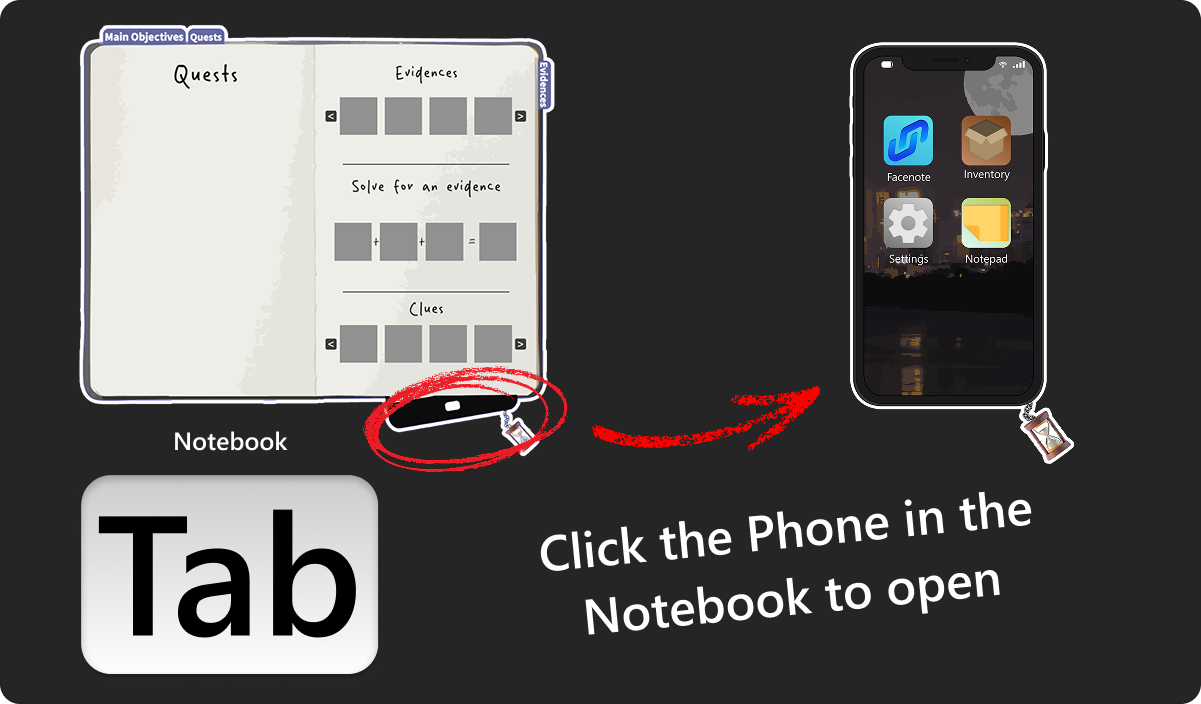 Main Objectives
Quests
Quests
Evidences
Evidences
< >
Solve for an evidence
+ + =
Clues
< >
Notebook
Tab
Facenote
Inventory
Settings
Notepad
Click the Phone in the
Notebook to open